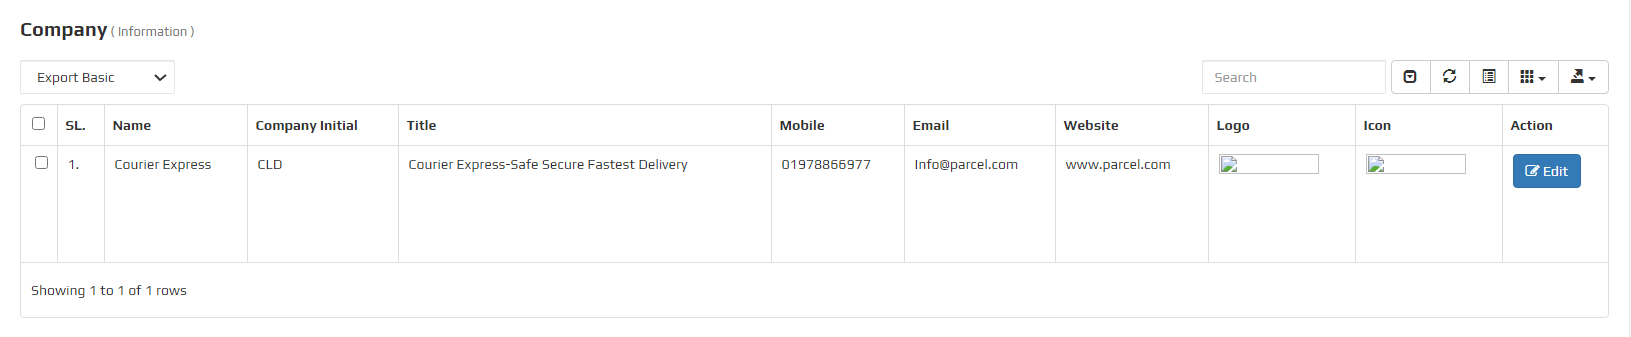 Company ( Information )
Export Basic
Search
SL. Name Company Initial Title Mobile Email Website Logo Icon Action
1. Courier Express CLD Courier Express-Safe Secure Fastest Delivery 01978866977 Info@parcel.com www.parcel.com Edit
Showing 1 to 1 of 1 rows